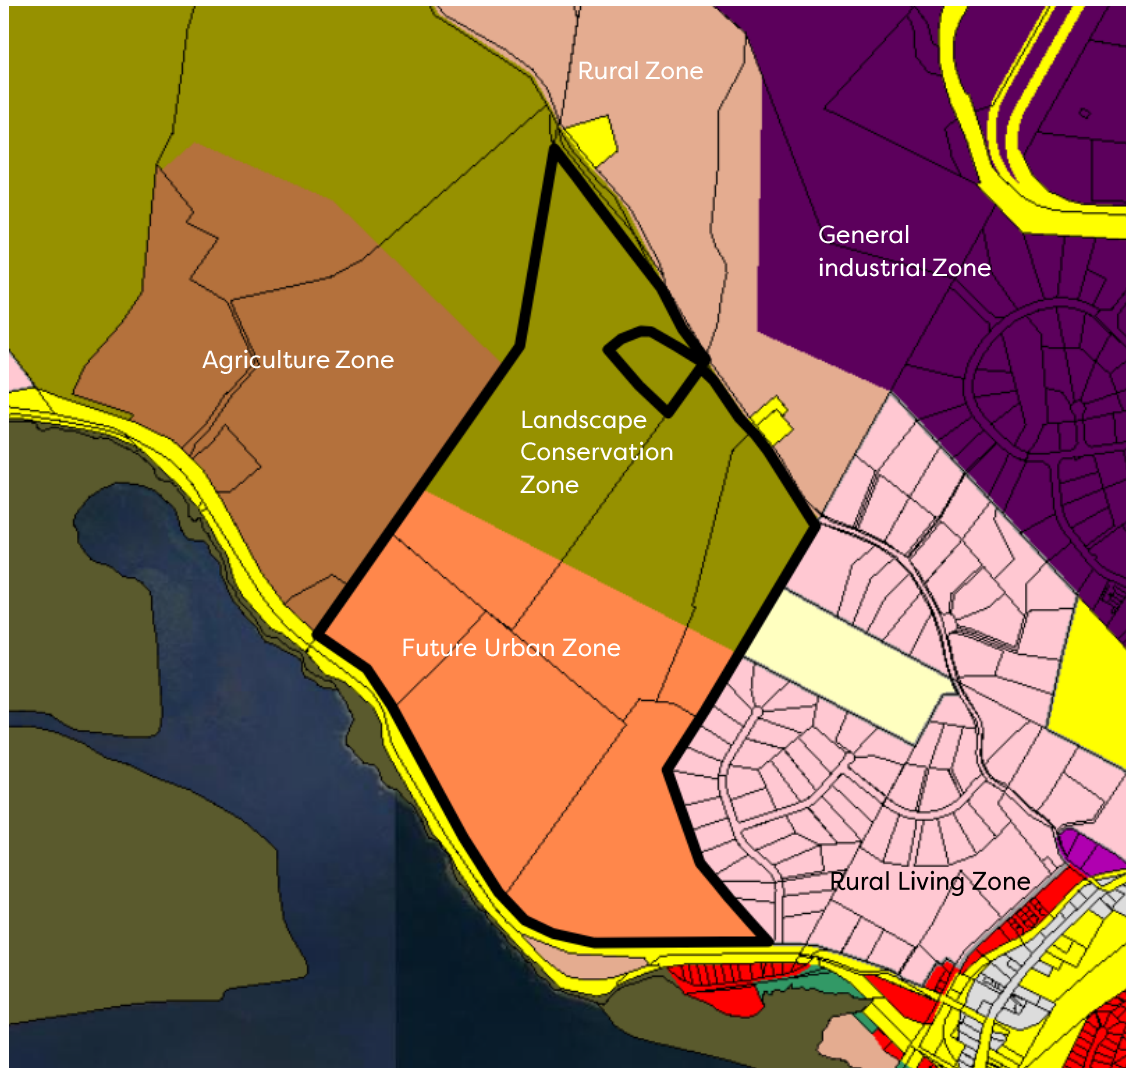 Rural Zone
General
industrial Zone
Agriculture Zone
Landscape
Conservation
Zone
Future Urban Zone
Rural Living Zone